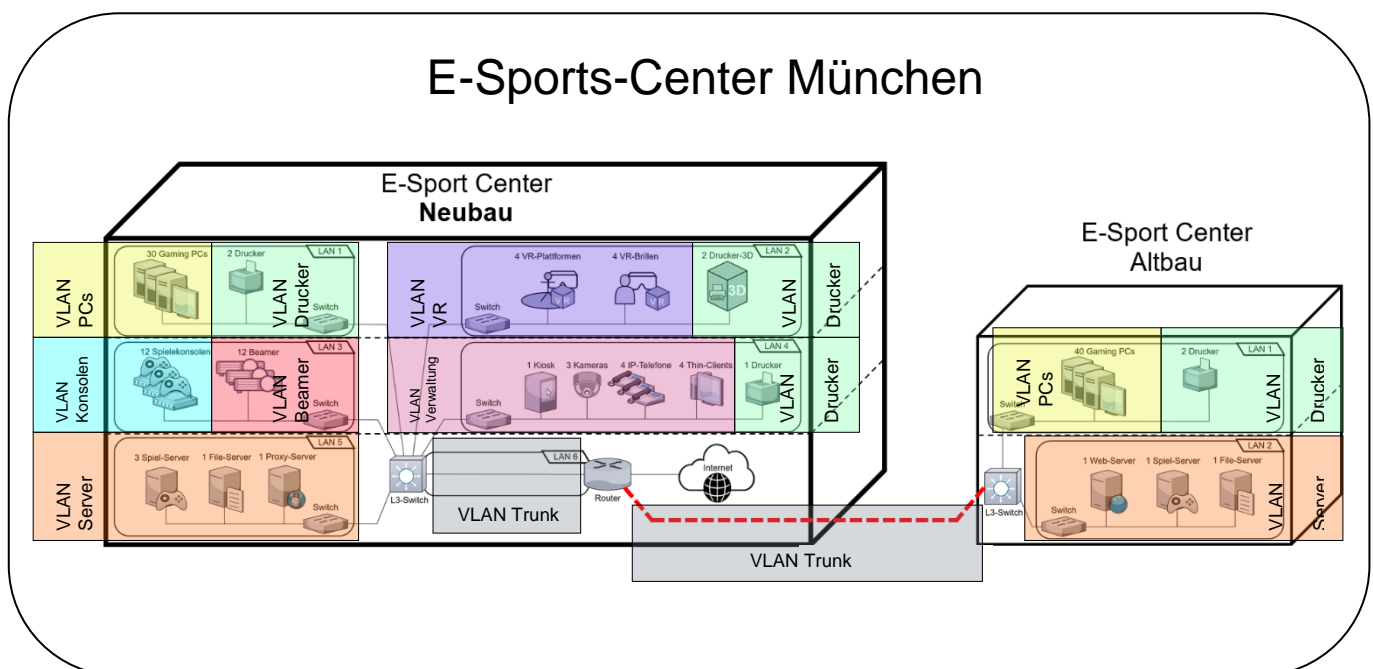 E-Sports-Center München
E-Sport Center
Neubau
E-Sport Center
Altbau
VLAN
PCs
30 Gaming PCs
2 Drucker
LAN 1
VLAN
Drucker
Switch
VLAN
VR
Switch
4 VR-Plattformen
VR
4 VR-Brillen
VR
2 Drucker-3D
3D
LAN 2
VLAN
Drucker
VLAN
Konsolen
12 Spielekonsolen
12 Beamer
LAN 3
VLAN
Beamer
Switch
VLAN
Verwaltung
Switch
1 Kiosk
3 Kameras
4 IP-Telefone
4 Thin-Clients
1 Drucker
LAN 4
VLAN
Drucker
VLAN
Server
3 Spiel-Server
1 File-Server
1 Proxy-Server
LAN 5
Switch
L3-Switch
LAN 6
VLAN Trunk
Router
Internet
VLAN Trunk
Switch
VLAN
PCs
40 Gaming PCs
2 Drucker
LAN 1
VLAN
Drucker
L3-Switch
Switch
1 Web-Server
1 Spiel-Server
1 File-Server
LAN 2
VLAN
Server